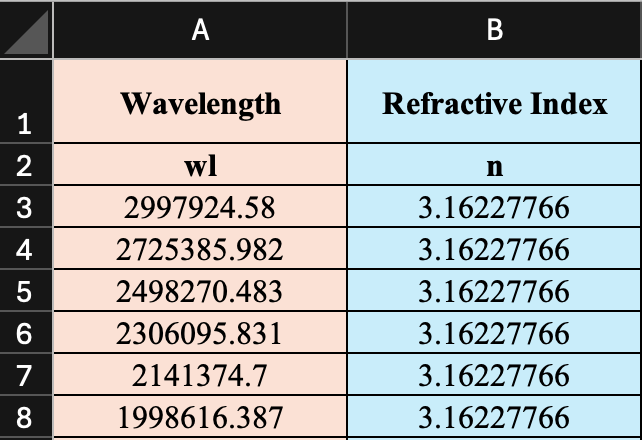 A B
1 Wavelength Refractive Index
2 wl n
3 2997924.58 3.16227766
4 2725385.982 3.16227766
5 2498270.483 3.16227766
6 2306095.831 3.16227766
7 2141374.7 3.16227766
8 1998616.387 3.16227766